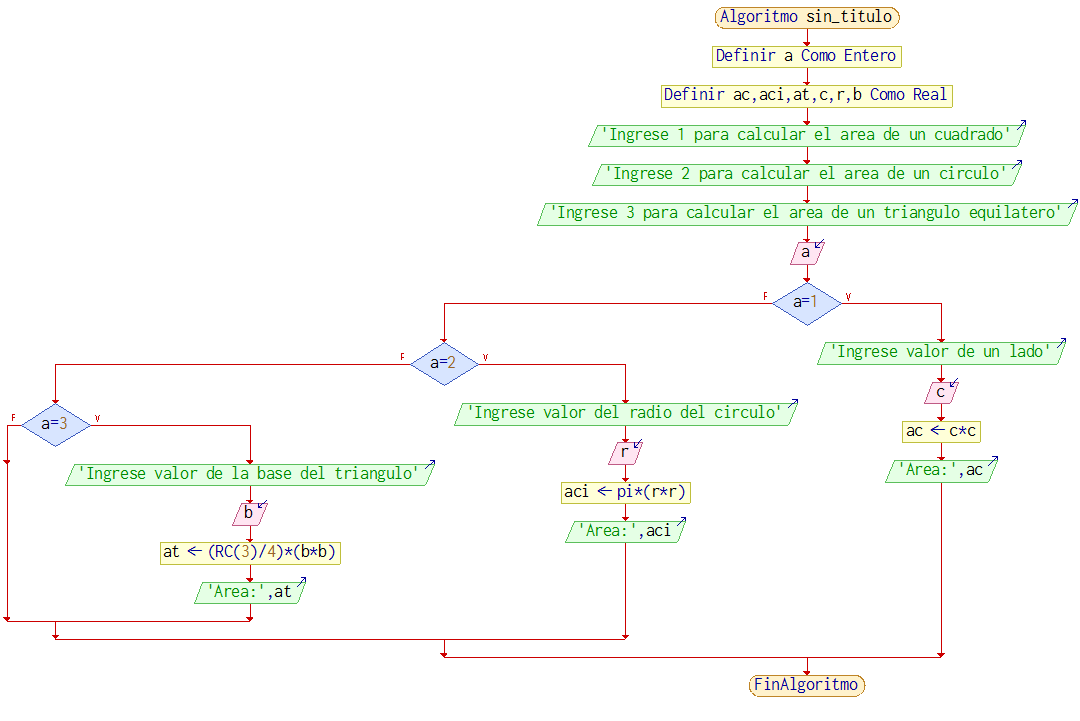 Algoritmo sin_titulo
Definir a Como Entero
Definir ac,aci,at,c,r,b Como Real
'Ingrese 1 para calcular el area de un cuadrado'
'Ingrese 2 para calcular el area de un circulo'
'Ingrese 3 para calcular el area de un triangulo equilatero'
a
F
a=1
V
'Ingrese valor de un lado'
c
ac ← c*c
'Area:',ac
F
a=2
V
'Ingrese valor del radio del circulo'
r
aci ← pi*(r*r)
'Area:',aci
F
a=3
V
'Ingrese valor de la base del triangulo'
b
at ← (RC(3)/4)*(b*b)
'Area:',at
FinAlgoritmo